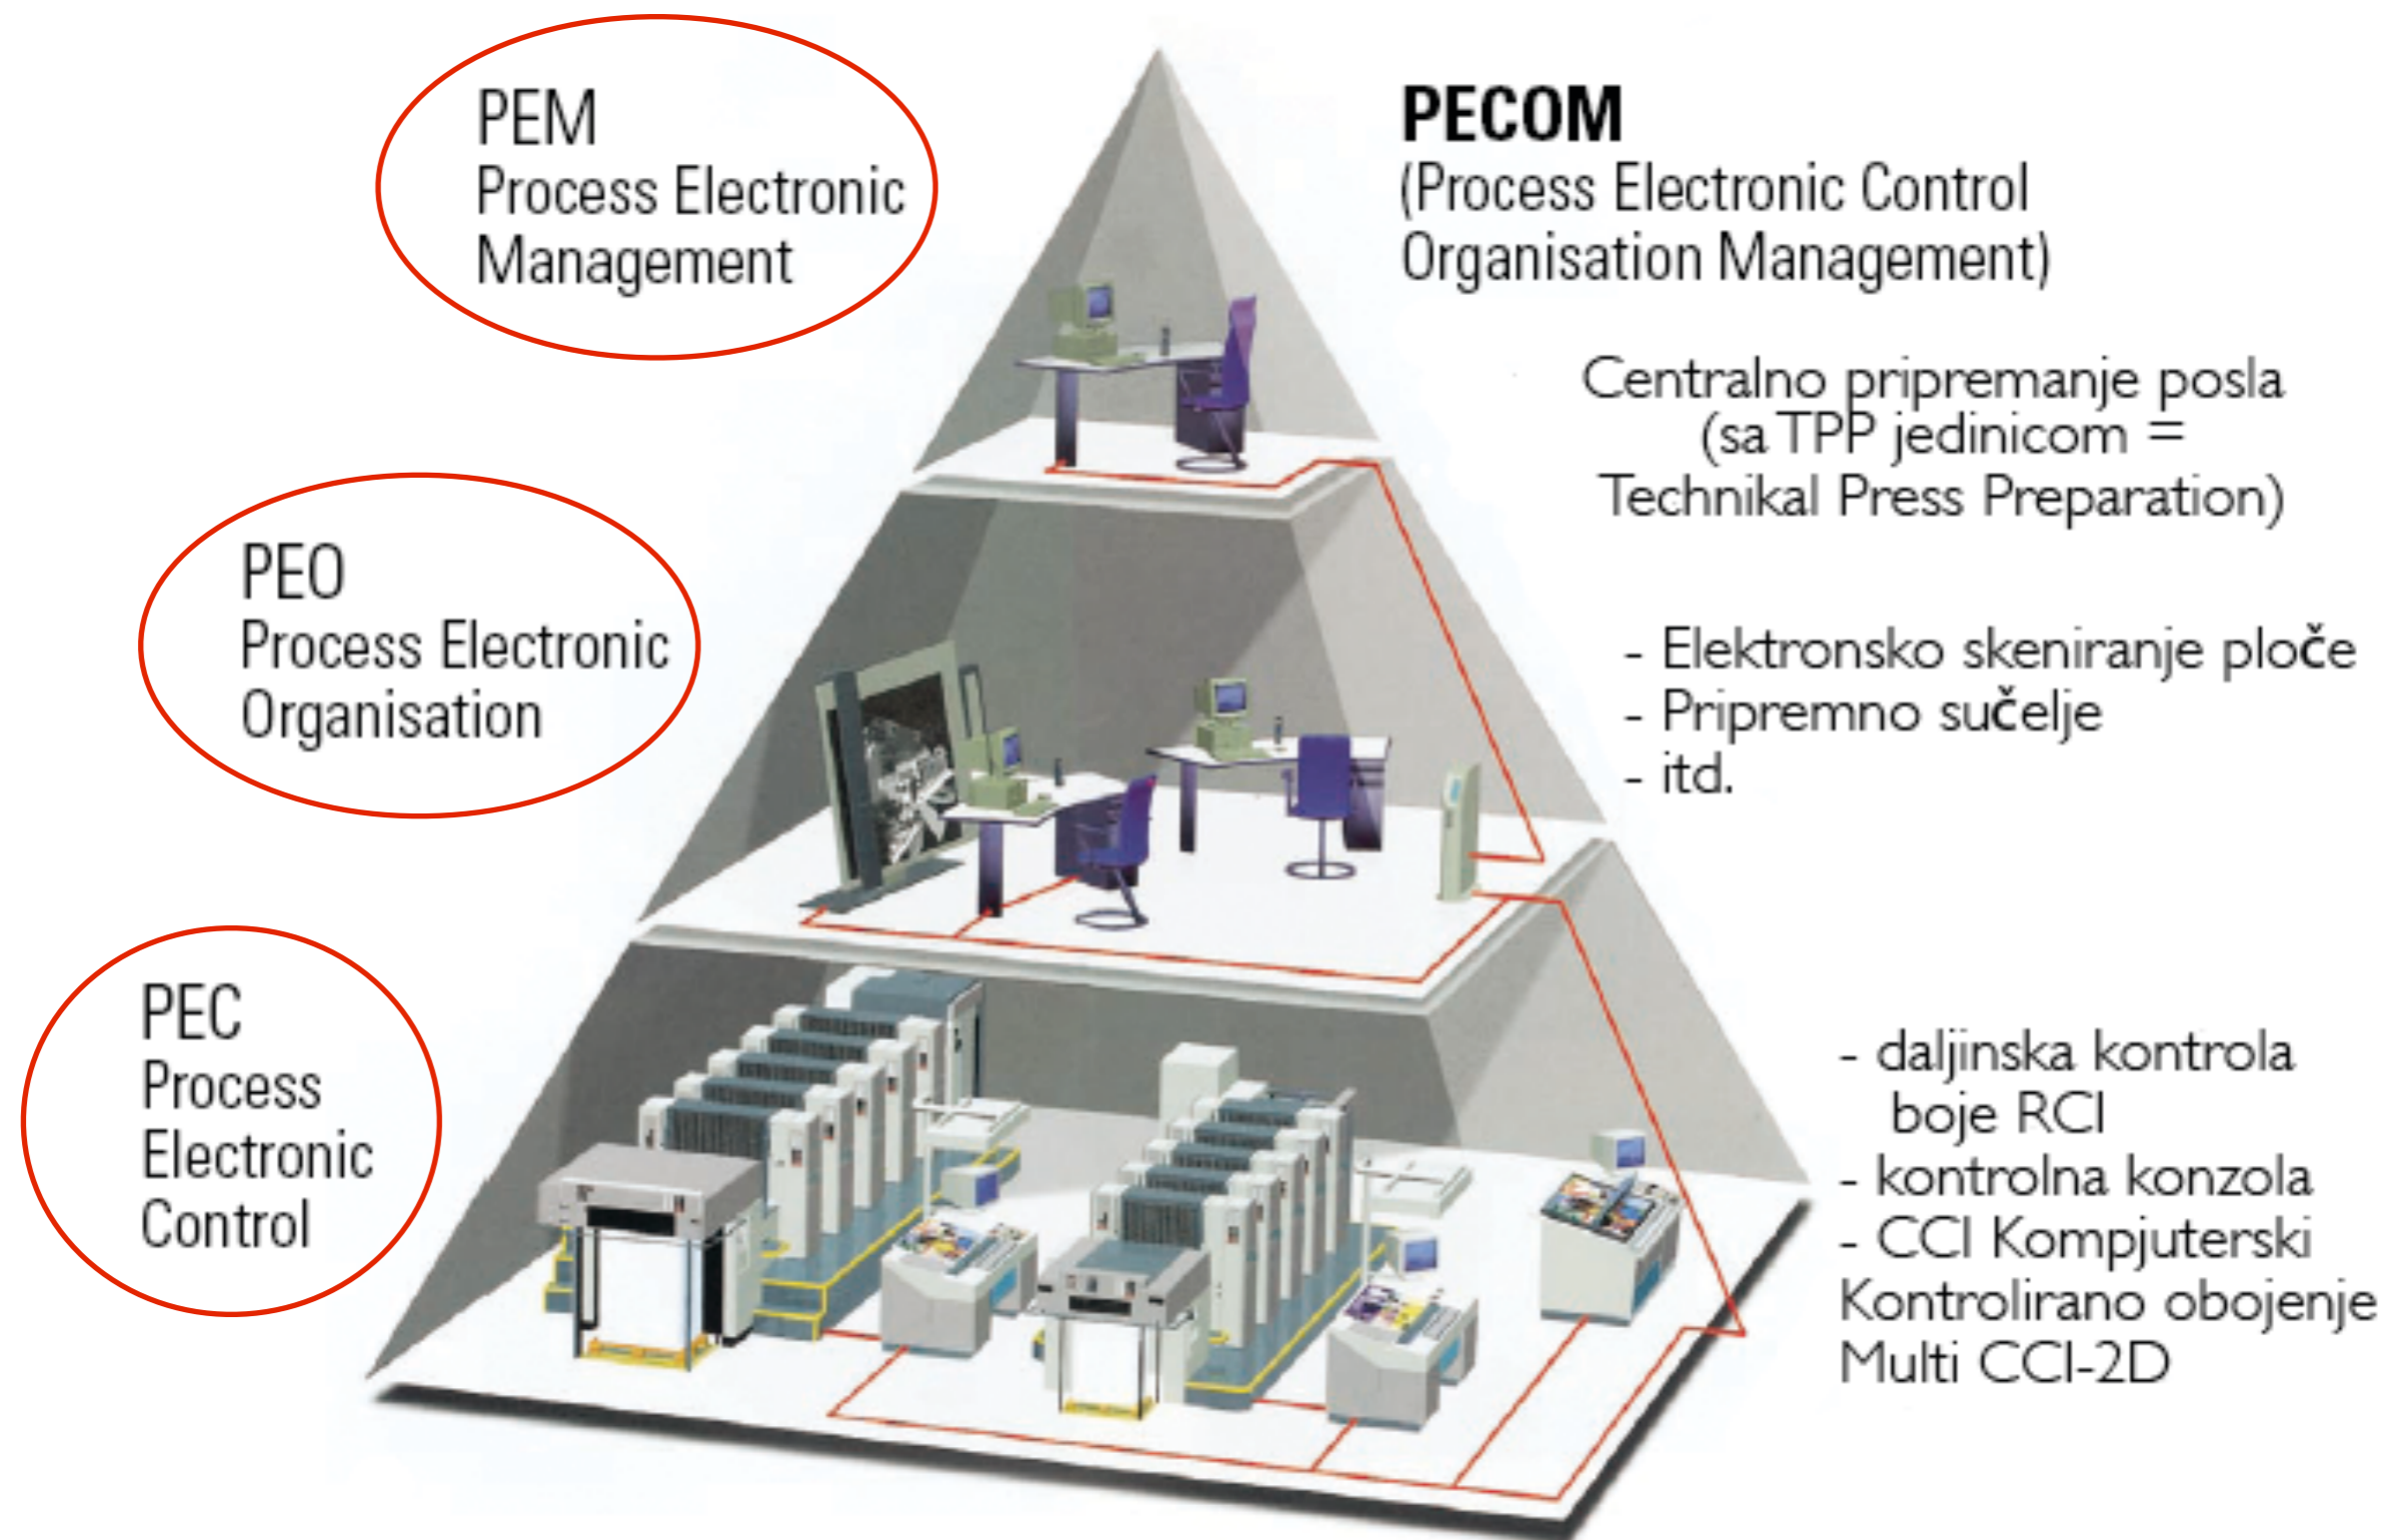 PEM
Process Electronic
Management
PECOM
(Process Electronic Control
Organisation Management)
Centralno pripremanje posla
(sa TPP jedinicom =
Technikal Press Preparation)
PEO
Process Electronic
Organisation
- Elektronsko skeniranje ploče
- Pripremno sučelje
- itd.
PEC
Process
Electronic
Control
- daljinska kontrola
boje RCI
- kontrolna konzola
- CCI Kompjuterski
Kontrolirano obojenje
Multi CCI-2D